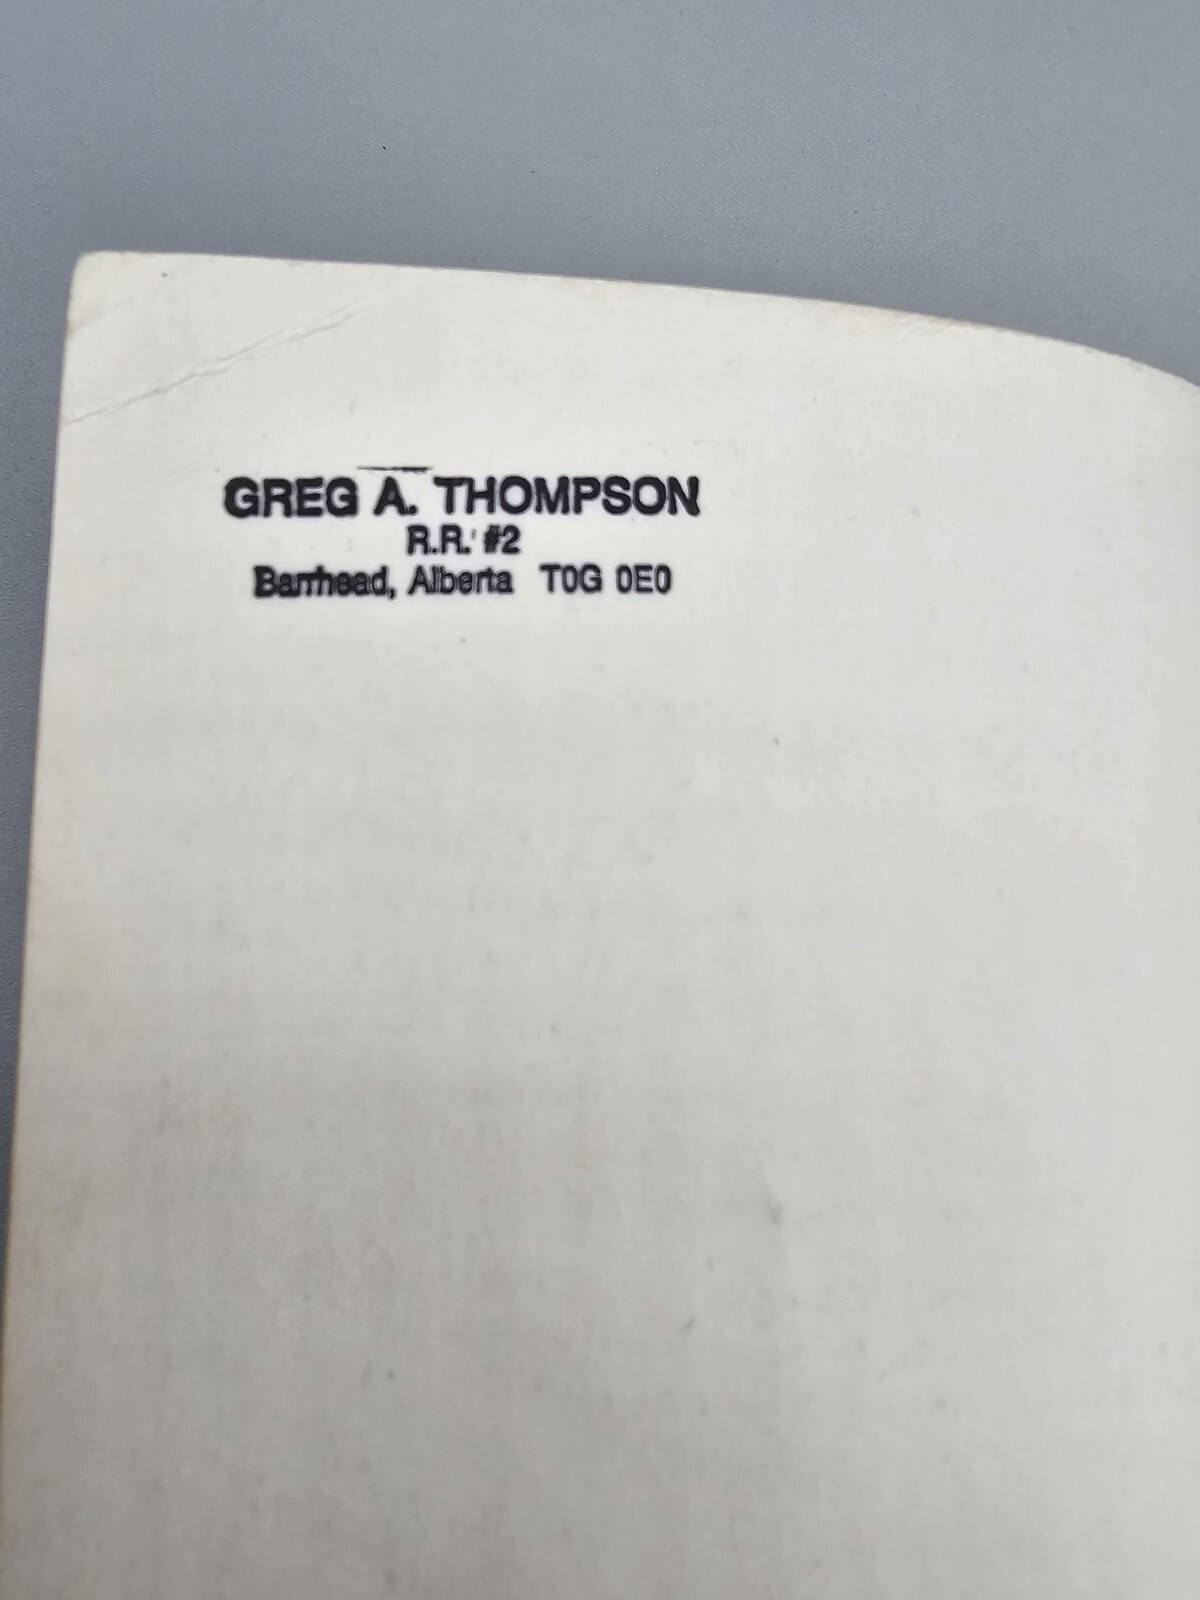 GREG A. THOMPSON
R.R. #2
Barrhead, Alberta T0G 0E0